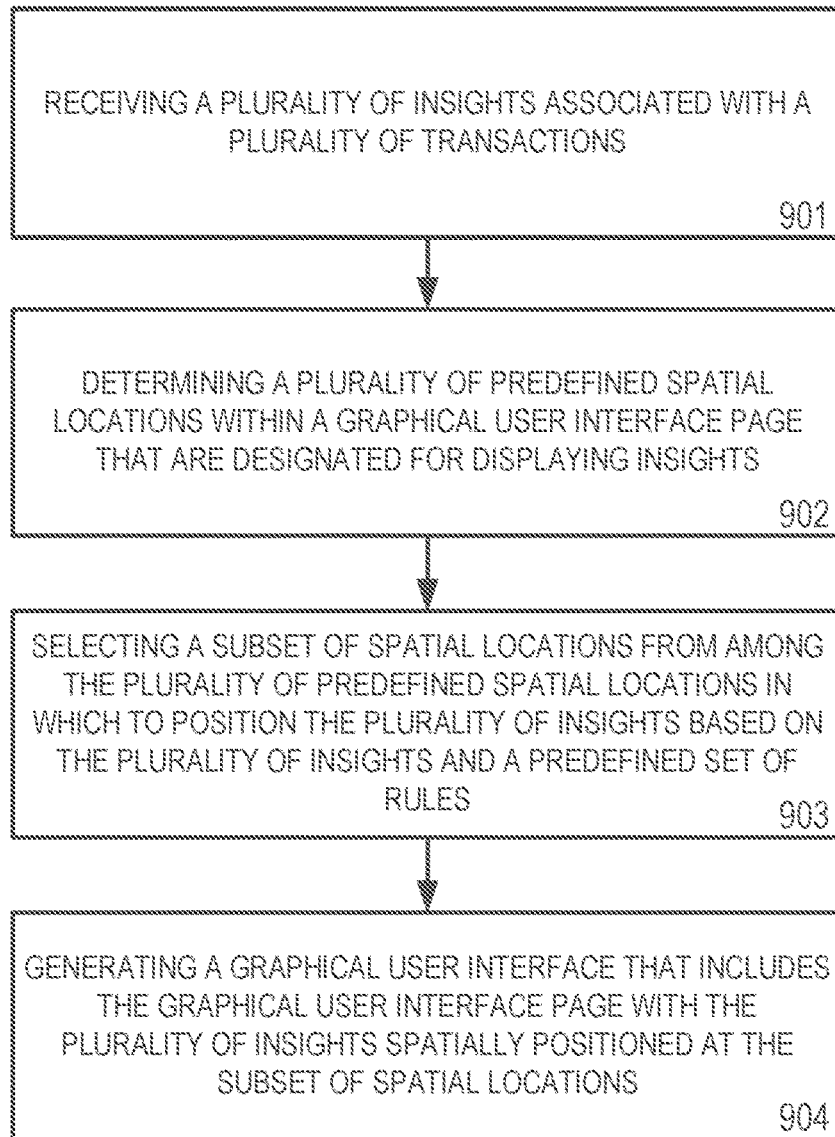 RECEIVING A PLURALITY OF INSIGHTS ASSOCIATED WITH A
PLURALITY OF TRANSACTIONS
901
DETERMINING A PLURALITY OF PREDEFINED SPATIAL
LOCATIONS WITHIN A GRAPHICAL USER INTERFACE PAGE
THAT ARE DESIGNATED FOR DISPLAYING INSIGHTS
902
SELECTING A SUBSET OF SPATIAL LOCATIONS FROM AMONG
THE PLURALITY OF PREDEFINED SPATIAL LOCATIONS IN
WHICH TO POSITION THE PLURALITY OF INSIGHTS BASED ON
THE PLURALITY OF INSIGHTS AND A PREDEFINED SET OF
RULES
903
GENERATING A GRAPHICAL USER INTERFACE THAT INCLUDES
THE GRAPHICAL USER INTERFACE PAGE WITH THE
PLURALITY OF INSIGHTS SPATIALLY POSITIONED AT THE
SUBSET OF SPATIAL LOCATIONS
904